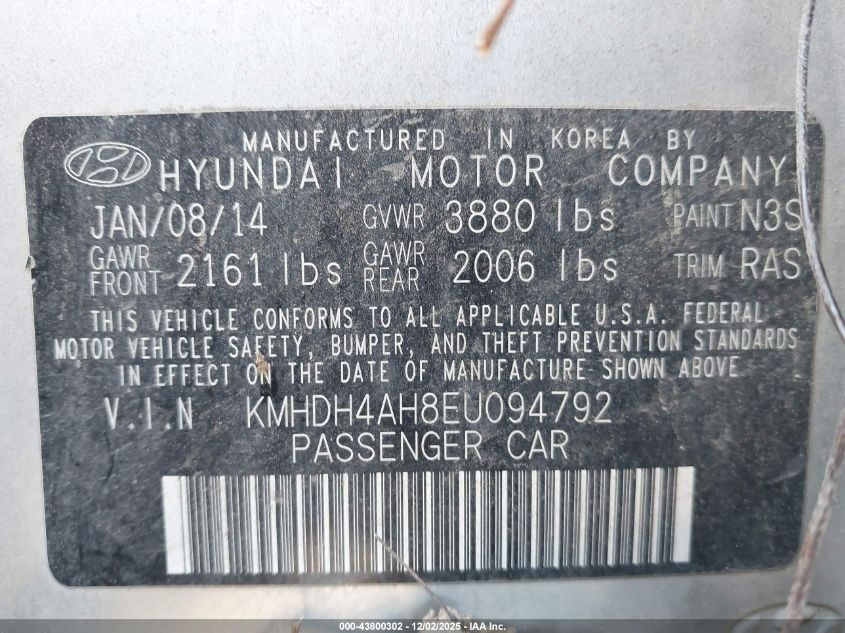 MANUFACTURED IN KOREA BY
HYUNDAI MOTOR COMPANY
JAN/08/14 GVWR 3880 lbs PAINT N3S
GAWR FRONT 2161 lbs GAWR REAR 2006 lbs TRIM RAS
THIS VEHICLE CONFORMS TO ALL APPLICABLE U.S.A. FEDERAL
MOTOR VEHICLE SAFETY, BUMPER, AND THEFT PREVENTION STANDARDS
IN EFFECT ON THE DATE OF MANUFACTURE SHOWN ABOVE.
V.I.N KMHDH4AH8EU094792
PASSENGER CAR
000-43800302 - 12/02/2025 - IAA Inc.